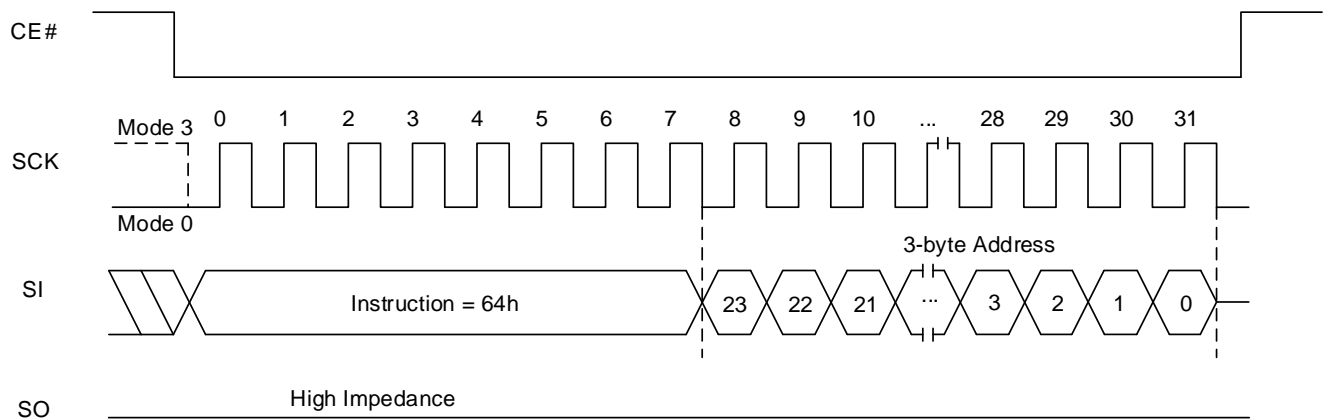 CE#
Mode 3 0 1 2 3 4 5 6 7 8 9 10 ... 28 29 30 31
SCK
Mode 0
3-byte Address
SI Instruction = 64h 23 22 21 ... 3 2 1 0
High Impedance
SO